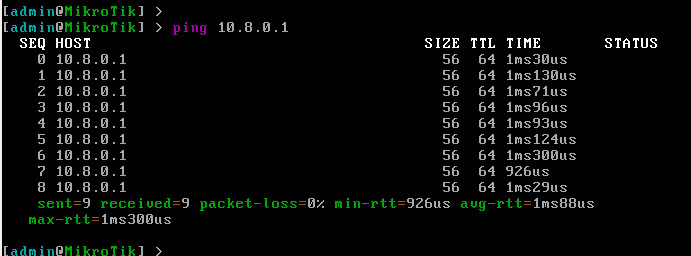 [admin@MikroTik] >
[admin@MikroTik] > ping 10.8.0.1
SEQ HOST SIZE TTL TIME STATUS
0 10.8.0.1 56 64 1ms30us
1 10.8.0.1 56 64 1ms130us
2 10.8.0.1 56 64 1ms71us
3 10.8.0.1 56 64 1ms96us
4 10.8.0.1 56 64 1ms93us
5 10.8.0.1 56 64 1ms124us
6 10.8.0.1 56 64 1ms300us
7 10.8.0.1 56 64 926us
8 10.8.0.1 56 64 1ms29us
sent=9 received=9 packet-loss=0% min-rtt=926us avg-rtt=1ms88us
max-rtt=1ms300us
[admin@MikroTik] >